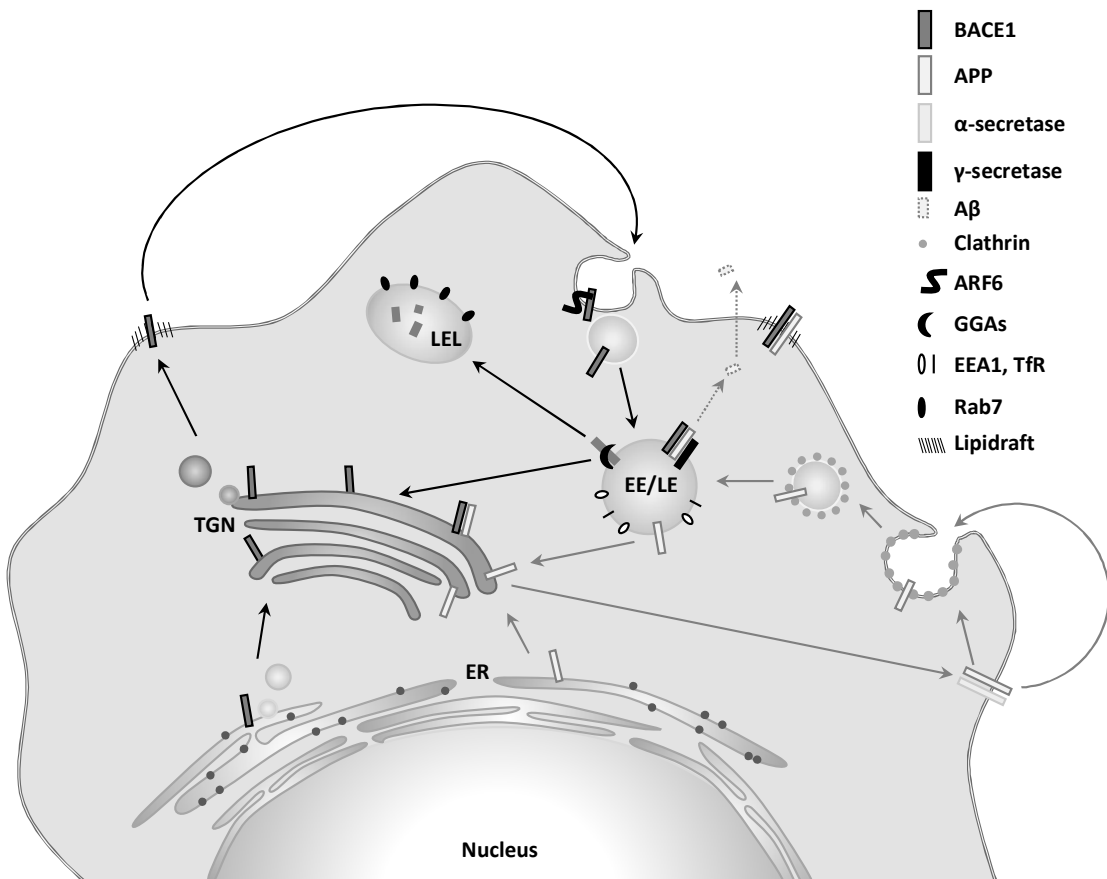 BACE1
APP
α-secretase
γ-secretase
Aβ
Clathrin
ARF6
GGAs
EEA1, TfR
Rab7
Lipidraft
LEL
EE/LE
TGN
ER
Nucleus